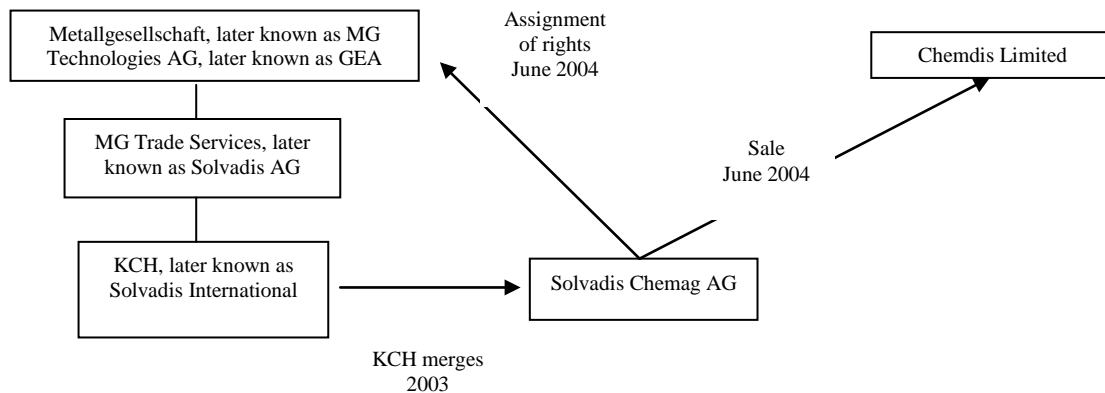 Metallgesellschaft, later known as MG
Technologies AG, later known as GEA
Assignment
of rights
June 2004
Chemdis Limited
MG Trade Services, later
known as Solvadis AG
Sale
June 2004
KCH, later known as
Solvadis International
Solvadis Chemag AG
KCH merges
2003